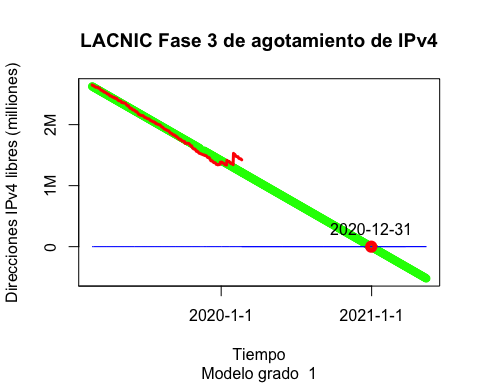 LACNIC Fase 3 de agotamiento de IPv4
Direcciones IPv4 libres (milliones)
2M
1M
0
2020-12-31
2020-1-1
2021-1-1
Tiempo
Modelo grado 1